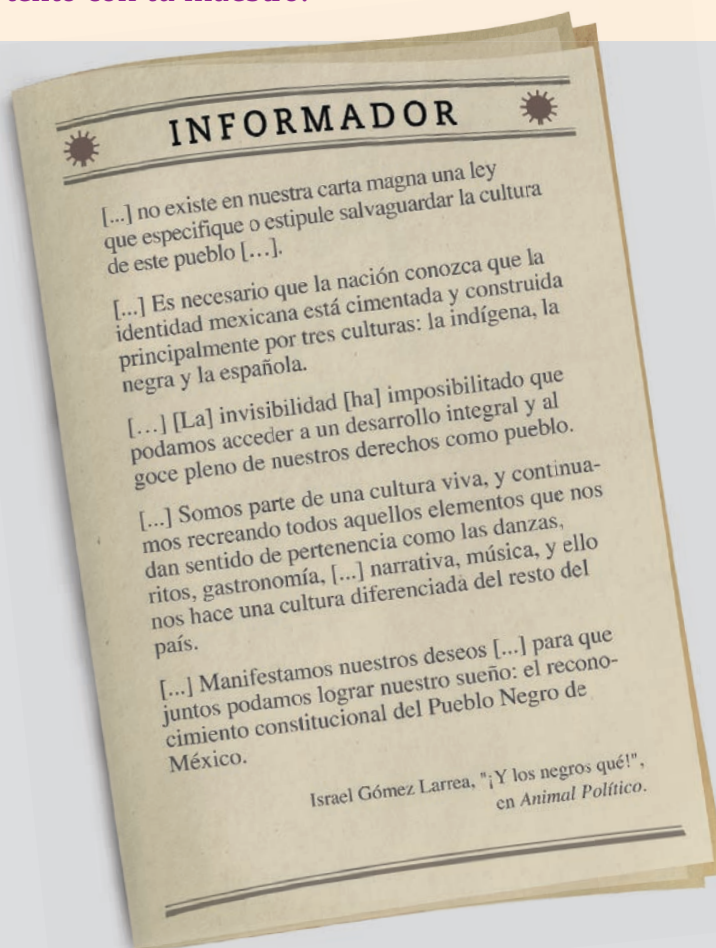 tento con tu maestro.
INFORMADOR
[...] no existe en nuestra carta magna una ley
que especifique o estipule salvaguardar la cultura
de este pueblo [...].
[...] Es necesario que la nación conozca que la
identidad mexicana está cimentada y construida
principalmente por tres culturas: la indígena, la
negra y la española.
[...] [La] invisibilidad [ha] imposibilitado que
podamos acceder a un desarrollo integral y al
goce pleno de nuestros derechos como pueblo.
[...] Somos parte de una cultura viva, y continua-
mos recreando todos aquellos elementos que nos
dan sentido de pertenencia como las danzas,
ritos, gastronomía, [...] narrativa, música, y ello
nos hace una cultura diferenciada del resto del
país.
[...] Manifestamos nuestros deseos [...] para que
juntos podamos lograr nuestro sueño: el recono-
cimiento constitucional del Pueblo Negro de
México.
Israel Gómez Larrea, "¡Y los negros qué!",
en Animal Político.